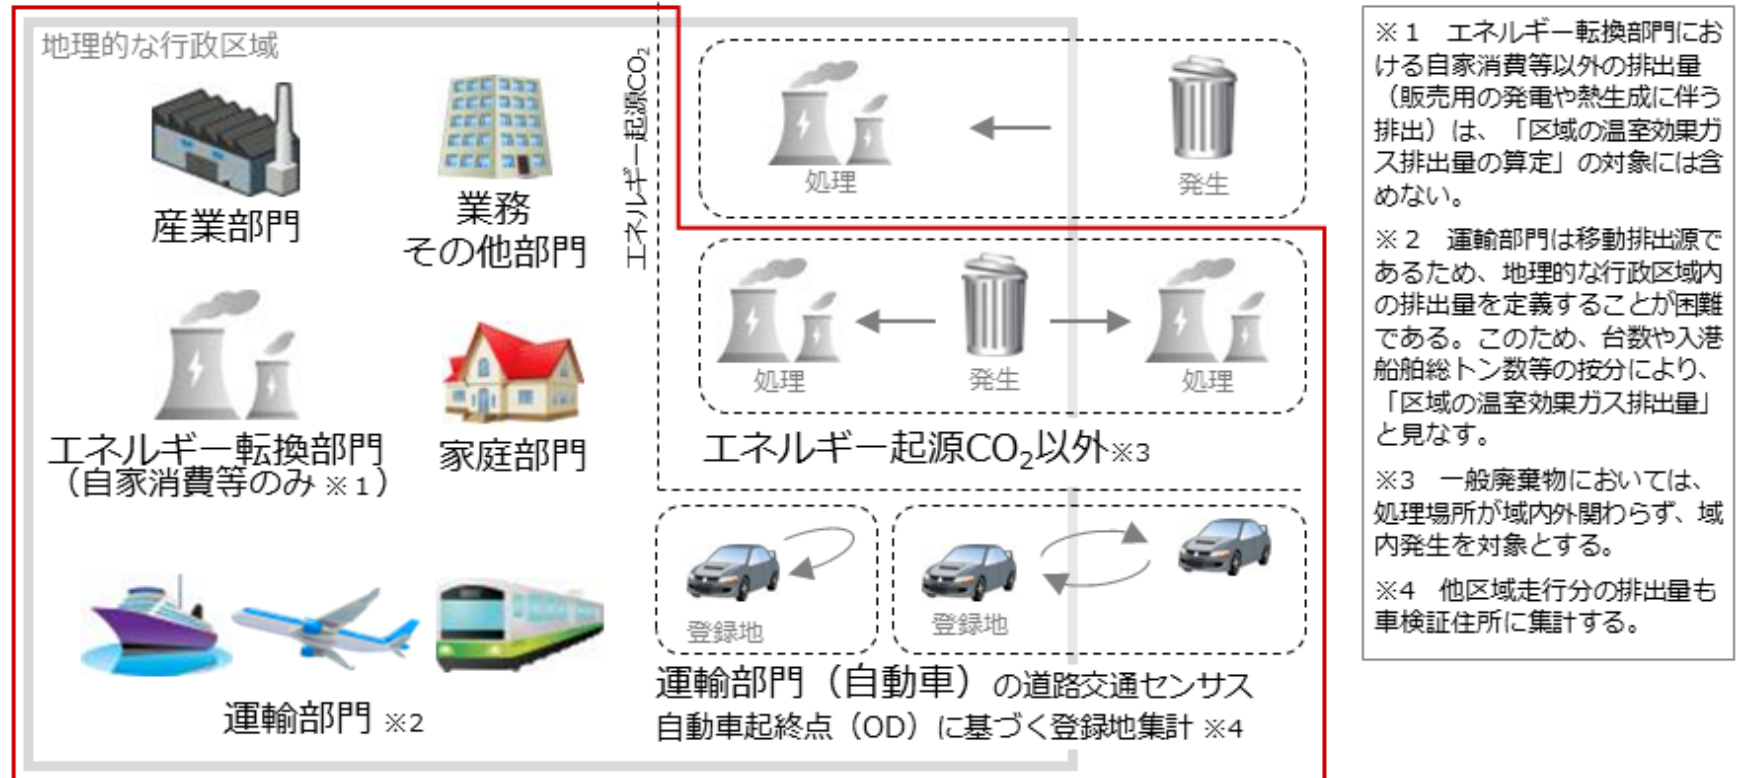 地理的な行政区域
産業部門
業務
その他部門
エネルギー転換部門
（自家消費等のみ ※1）
家庭部門
運輸部門 ※2
エネルギー起源CO₂
処理
発生
処理
発生
処理
エネルギー起源CO₂以外※3
登録地
登録地
運輸部門（自動車）の道路交通センサス
自動車起終点（OD）に基づく登録地集計 ※4
※1　エネルギー転換部門にお
ける自家消費等以外の排出量
（販売用の発電や熱生成に伴う
排出）は、「区域の温室効果ガ
ス排出量の算定」の対象には含
めない。
※2　運輸部門は移動排出源で
あるため、地理的な行政区域内
の排出量を定義することが困難
である。このため、台数や入港
船舶総トン数等の按分により、
「区域の温室効果ガス排出量」
と見なす。
※3　一般廃棄物においては、
処理場所が域内外関わらず、域
内発生を対象とする。
※4　他区域走行分の排出量も
車検証住所に集計する。